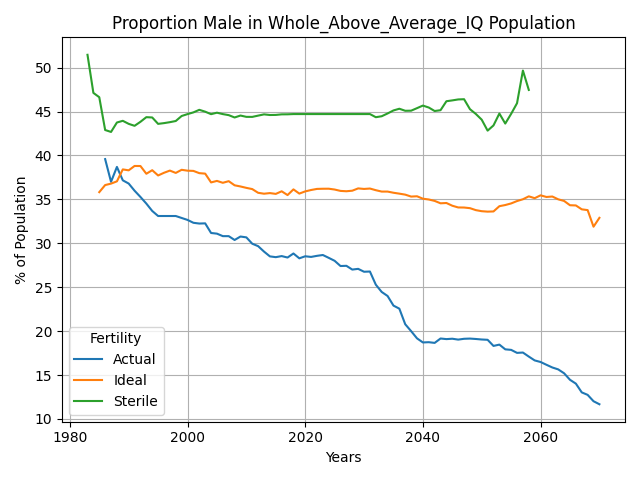 Proportion Male in Whole_Above_Average_IQ Population
% of Population
50
45
40
35
30
25
20
15
10
Fertility
Actual
Ideal
Sterile
1980
2000
2020
2040
2060
Years